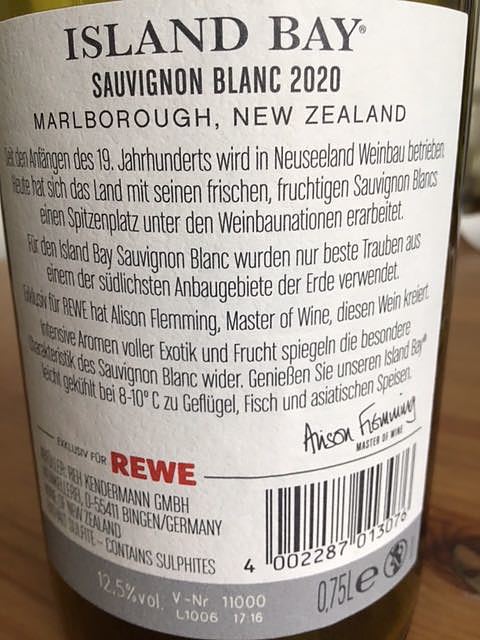 ISLAND BAY®
SAUVIGNON BLANC 2020
MARLBOROUGH, NEW ZEALAND
Seit den Anfängen des 19. Jahrhunderts wird in Neuseeland Weinbau betrieben.
Heute hat sich das Land mit seinen frischen, fruchtigen Sauvignon Blancs
einen Spitzenplatz unter den Weinbaunationen erarbeitet.
Für den Island Bay Sauvignon Blanc wurden nur beste Trauben aus
einem der südlichsten Anbaugebiete der Erde verwendet.
Exklusiv für REWE hat Alison Flemming, Master of Wine, diesen Wein kreiert.
Intensive Aromen voller Exotik und Frucht spiegeln die besondere
Charakteristik des Sauvignon Blanc wider. Genießen Sie unseren Island Bay®
leicht gekühlt bei 8-10° C zu Geflügel, Fisch und asiatischen Speisen.
Alison Flemming
MASTER OF WINE
EXKLUSIV FÜR REWE
ABFÜLLER: REH KENDERMANN GMBH
WEINKELLEREI, D-55411 BINGEN/GERMANY
WINE OF NEW ZEALAND
ENTHÄLT SULFITE - CONTAINS SULPHITES
4 002287 013076
12,5%vol. V-Nr 11000 0,75L e
L1006 17:16